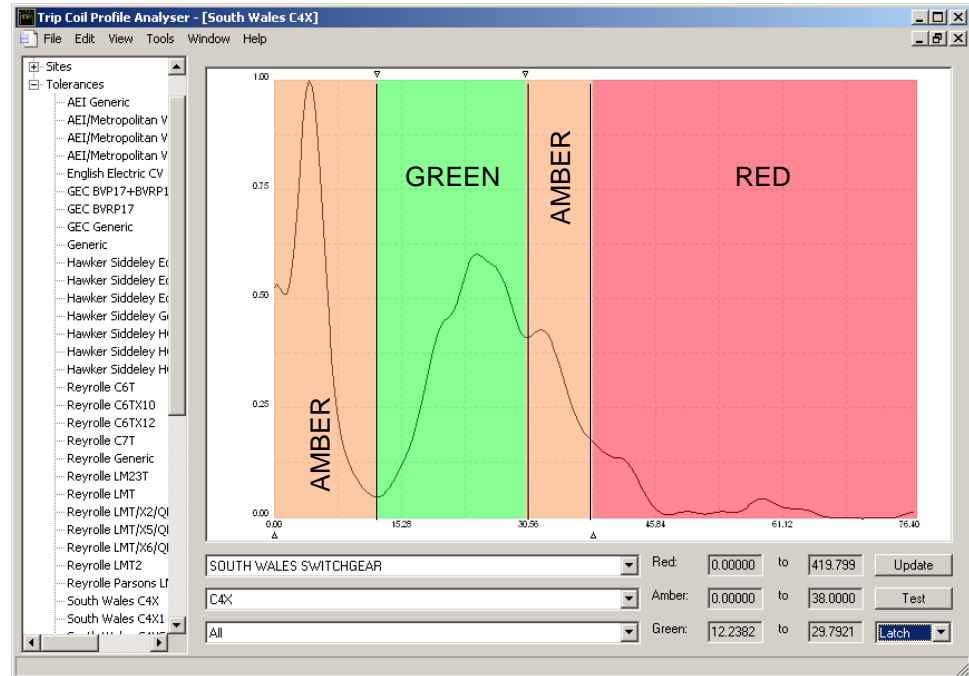 Trip Coil Profile Analyser - [South Wales C4X]
File Edit View Tools Window Help
Sites
Tolerances
AEI Generic
AEI/Metropolitan V
AEI/Metropolitan V
AEI/Metropolitan V
English Electric CV
GEC BVP17+BVRP1
GEC BVRP17
GEC Generic
Generic
Hawker Siddeley Ec
Hawker Siddeley Ec
Hawker Siddeley Ec
Hawker Siddeley G
Hawker Siddeley H
Hawker Siddeley H
Hawker Siddeley H
Reyrolle C6T
Reyrolle C6TX10
Reyrolle C6TX12
Reyrolle C7T
Reyrolle Generic
Reyrolle LM23T
Reyrolle LMT
Reyrolle LMT/X2/Q
Reyrolle LMT/X5/Q
Reyrolle LMT/X6/Q
Reyrolle LMT2
Reyrolle Parsons
South Wales C4X
South Wales C4X1
1.00
0.75
0.50
0.25
0.00
AMBER
GREEN
AMBER
RED
0.00 15.28 30.56 45.84 61.12 76.40
SOUTH WALES SWITCHGEAR
Red: 0.00000 to 419.799 Update
C4X
Amber: 0.00000 to 38.0000 Test
All
Green: 12.2382 to 29.7921 Latch